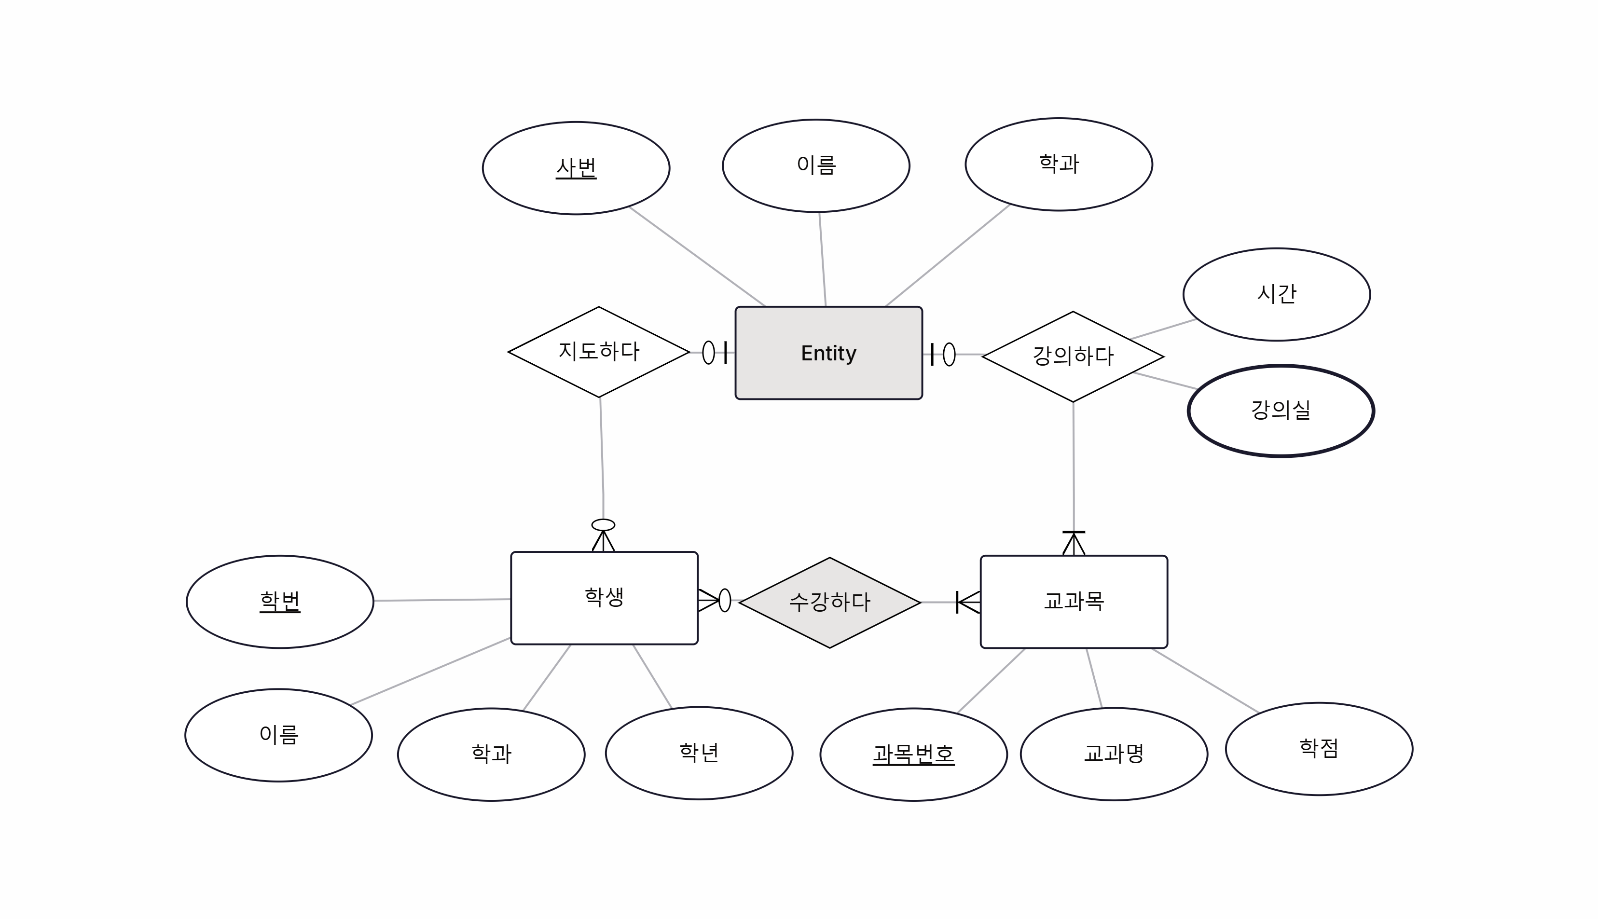 사번
이름
학과
시간
지도하다
Entity
강의하다
강의실
학번
학생
수강하다
교과목
이름
학과
학년
과목번호
교과명
학점